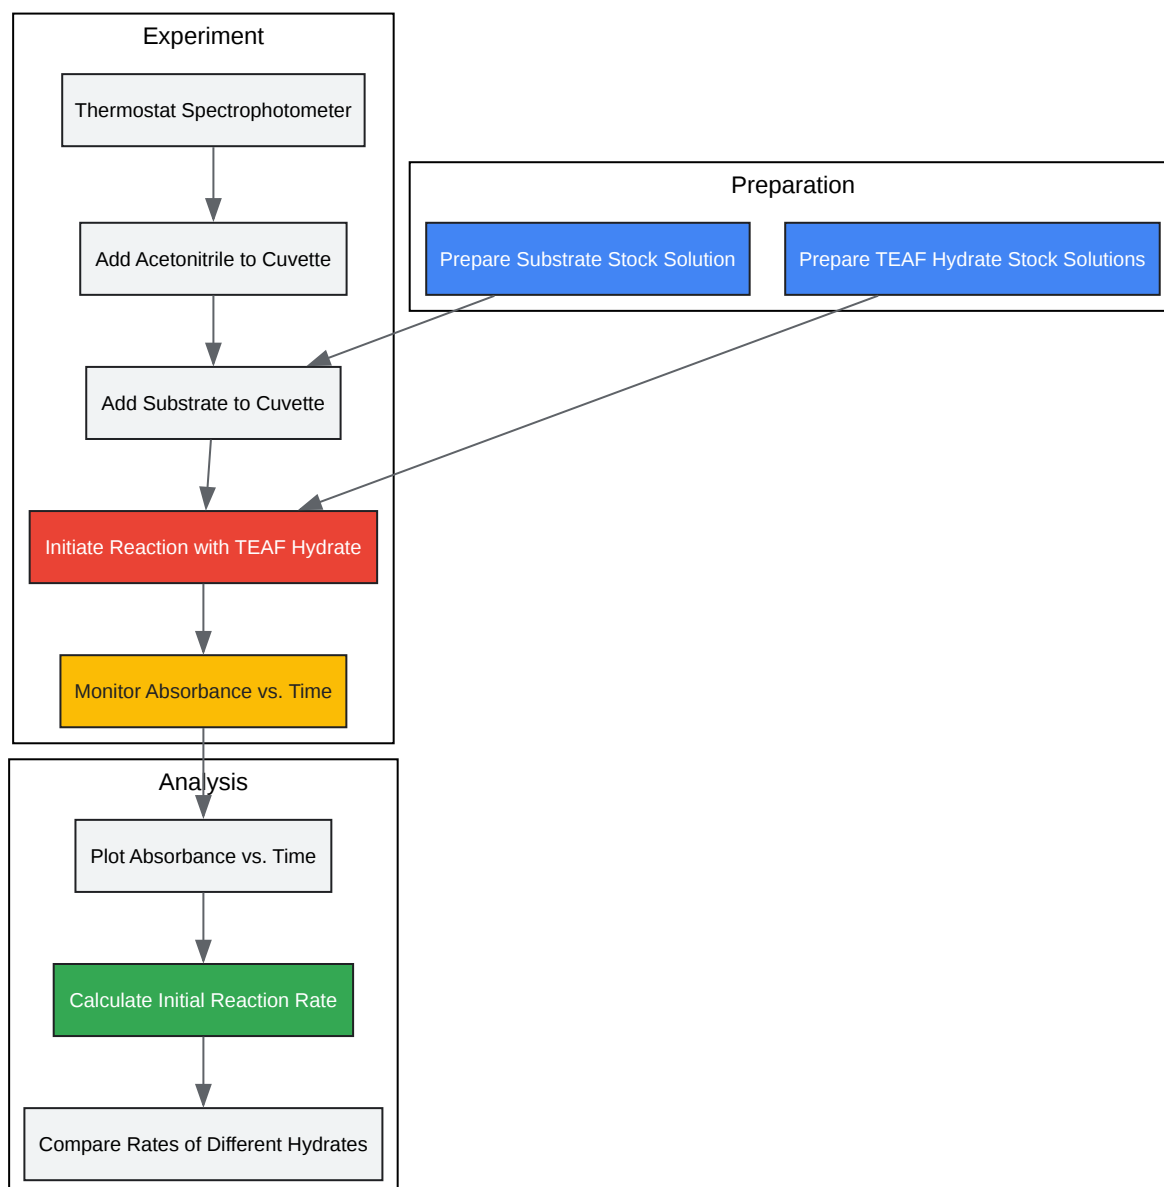 Experiment
Thermostat Spectrophotometer
Preparation
Add Acetonitrile to Cuvette
Prepare Substrate Stock Solution
Prepare TEAF Hydrate Stock Solutions
Add Substrate to Cuvette
Initiate Reaction with TEAF Hydrate
Monitor Absorbance vs. Time
Analysis
Plot Absorbance vs. Time
Calculate Initial Reaction Rate
Compare Rates of Different Hydrates